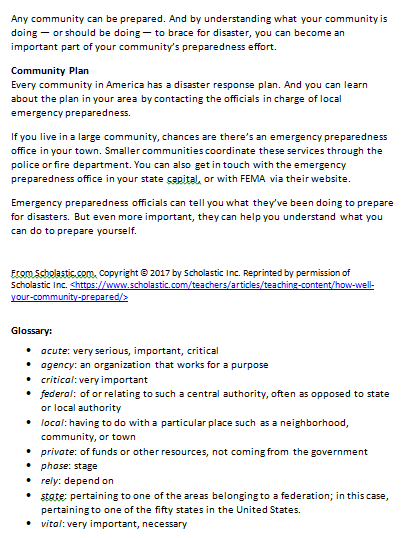 Any community can be prepared. And by understanding what your community is
doing — or should be doing — to brace for disaster, you can become an
important part of your community's preparedness effort.
Community Plan
Every community in America has a disaster response plan. And you can learn
about the plan in your area by contacting the officials in charge of local
emergency preparedness.
If you live in a large community, chances are there's an emergency preparedness
office in your town. Smaller communities coordinate these services through the
police or fire department. You can also get in touch with the emergency
preparedness office in your state capital, or with FEMA via their website.
Emergency preparedness officials can tell you what they've been doing to prepare
for disasters. But even more important, they can help you understand what you
can do to prepare yourself.
From Scholastic.com. Copyright © 2017 by Scholastic Inc. Reprinted by permission of
Scholastic Inc. <https://www.scholastic.com/teachers/articles/teaching-content/how-well-
your-community-prepared/>
Glossary:
• acute: very serious, important, critical
• agency: an organization that works for a purpose
• critical: very important
• federal: of or relating to such a central authority, often as opposed to state
or local authority
• local: having to do with a particular place such as a neighborhood,
community, or town
• private: of funds or other resources, not coming from the government
• phase: stage
• rely: depend on
• state: pertaining to one of the areas belonging to a federation; in this case,
pertaining to one of the fifty states in the United States.
• vital: very important, necessary